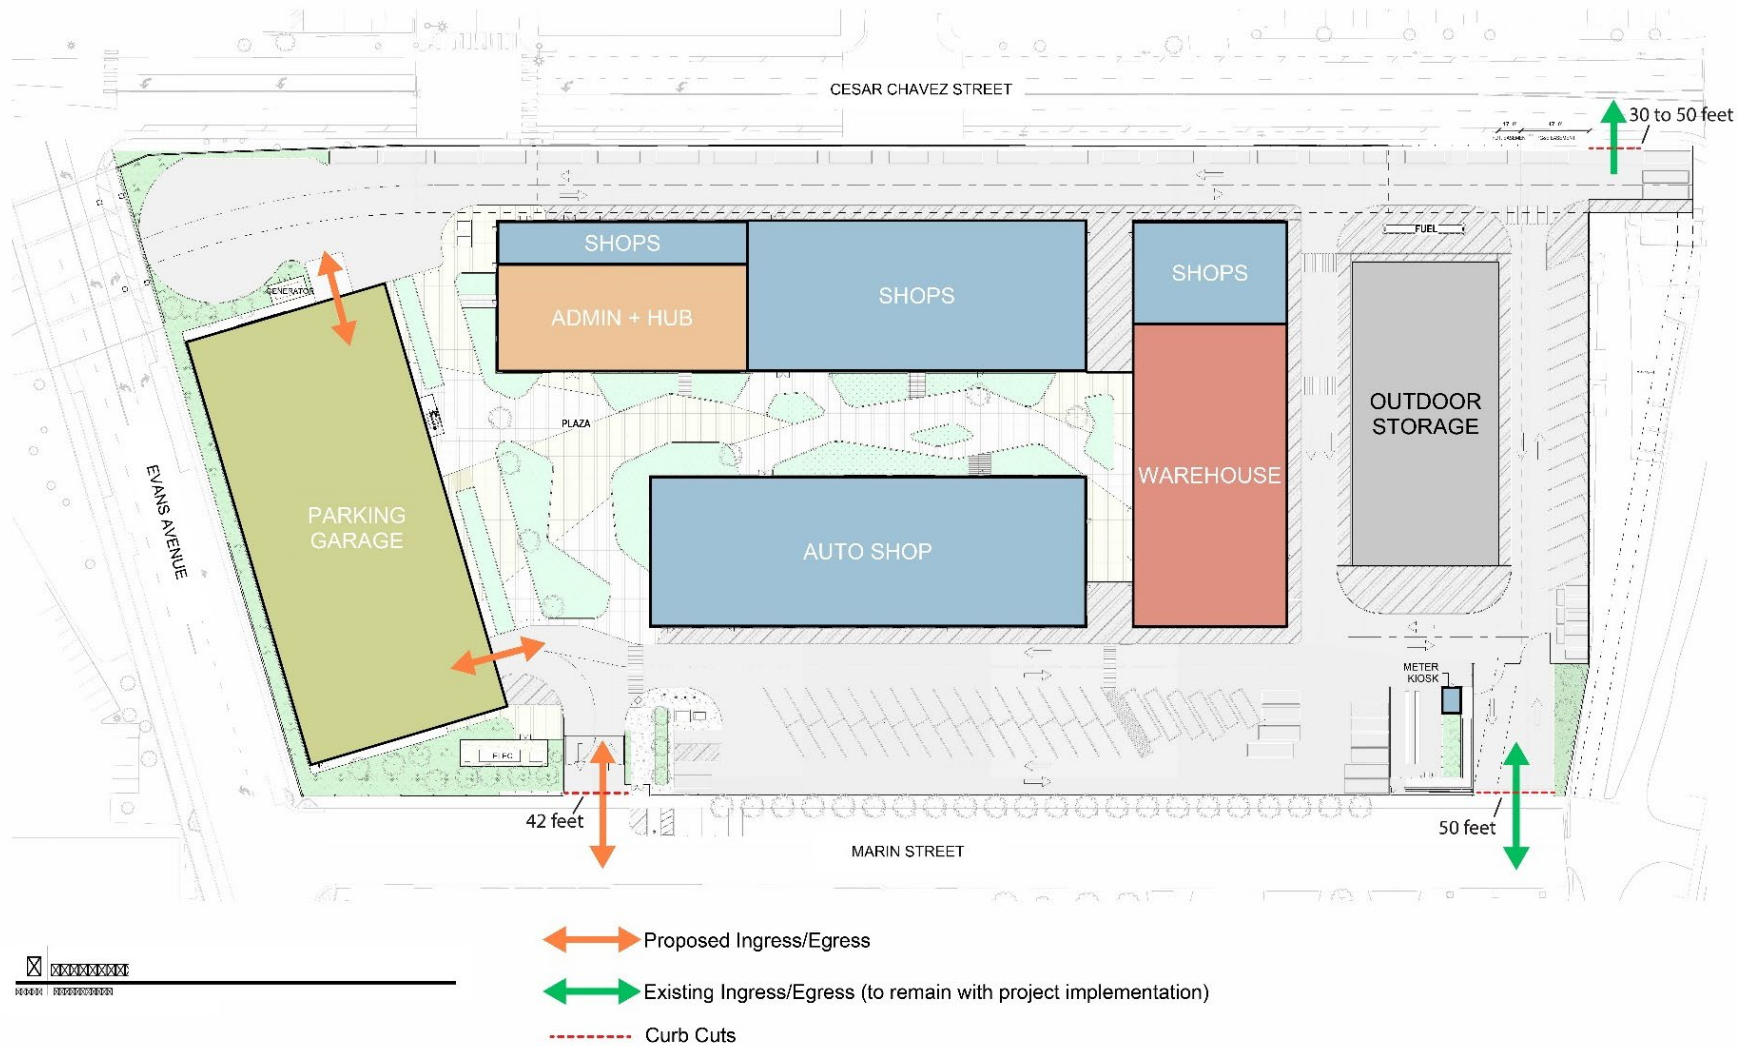 CESAR CHAVEZ STREET
30 to 50 feet
SHOPS
FUEL
SHOPS
SHOPS
GENERATOR
ADMIN + HUB
OUTDOOR
STORAGE
PLAZA
WAREHOUSE
EVANS AVENUE
PARKING
GARAGE
AUTO SHOP
METER
KIOSK
ELEC
42 feet
50 feet
MARIN STREET
Proposed Ingress/Egress
Existing Ingress/Egress (to remain with project implementation)
Curb Cuts